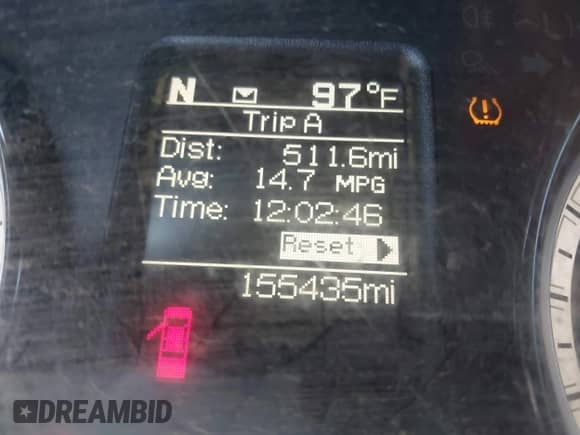 N 97°F
Trip A
Dist: 511.6mi
Avg: 14.7 MPG
Time: 12:02:46
Reset
155435mi
DREAMBID